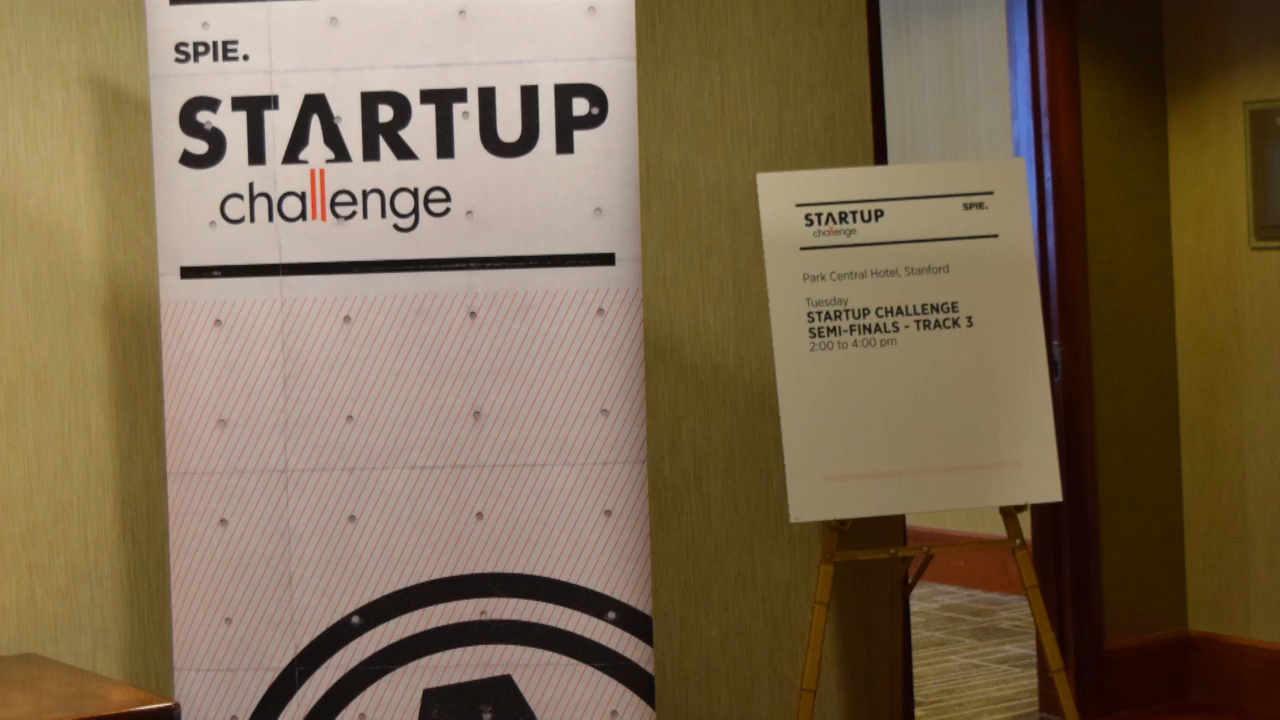 SPIE.
STARTUP
challenge
STARTUP
challenge
SPIE.
Park Central Hotel, Stanford
Tuesday
STARTUP CHALLENGE
SEMI-FINALS - TRACK 3
2:00 to 4:00 pm